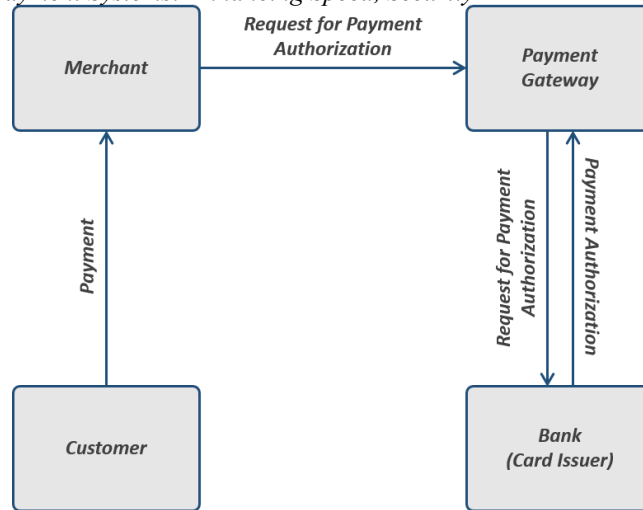 Request for Payment
Authorization
Merchant
Payment
Gateway
Payment
Request for Payment
Authorization
Payment Authorization
Customer
Bank
(Card Issuer)